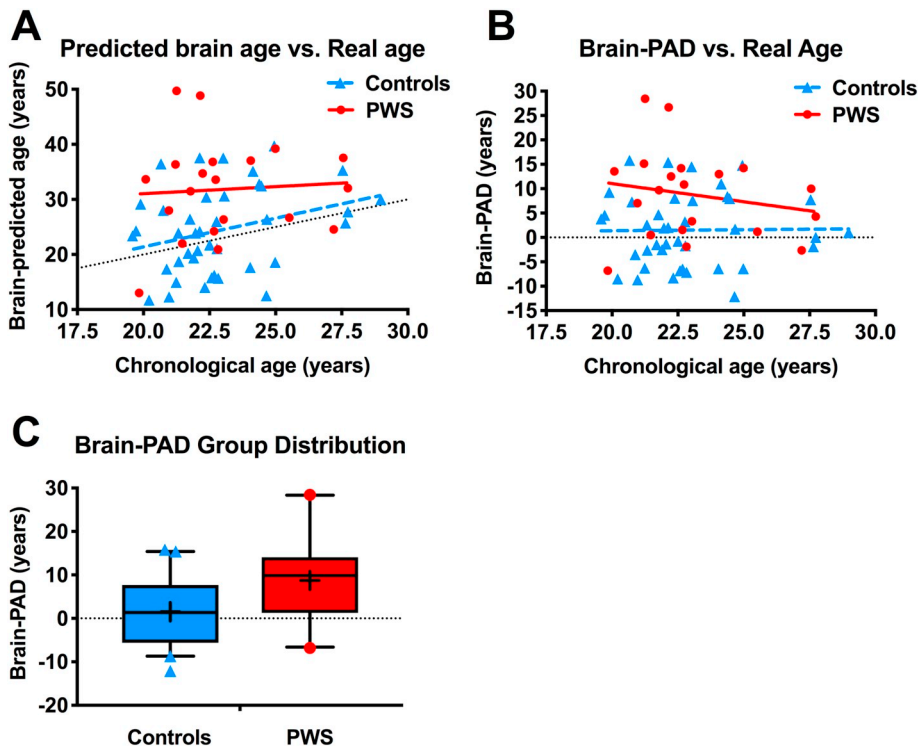 A
Predicted brain age vs. Real age
Controls
PWS
Brain-predicted age (years)
50
40
30
20
10
17.5 20.0 22.5 25.0 27.5 30.0
Chronological age (years)
B
Brain-PAD vs. Real Age
Controls
PWS
Brain-PAD (years)
30
25
20
15
10
5
0
-5
-10
-15
17.5 20.0 22.5 25.0 27.5 30.0
Chronological age (years)
C
Brain-PAD Group Distribution
Brain-PAD (years)
30
20
10
0
-10
-20
Controls PWS